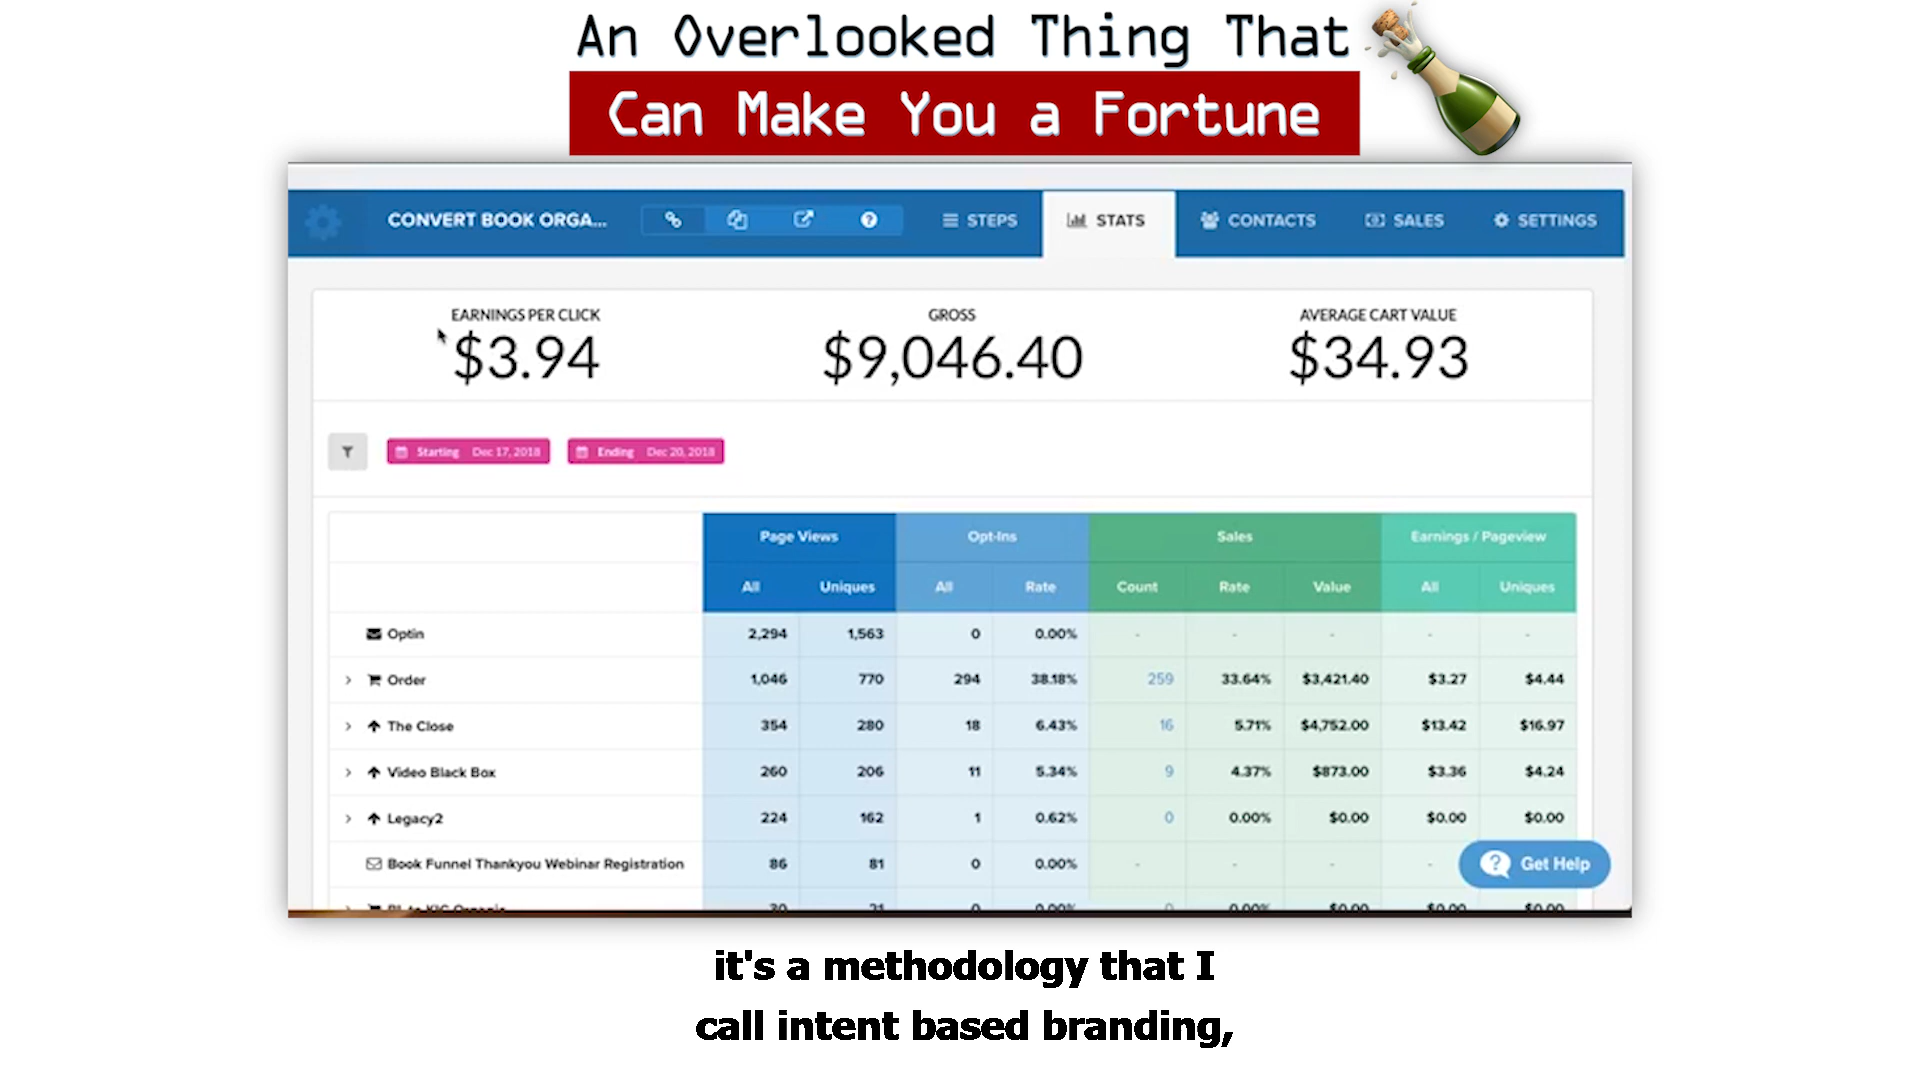 An Overlooked Thing That
Can Make You a Fortune
CONVERT BOOK ORGA... STEPS STATS CONTACTS SALES SETTINGS
EARNINGS PER CLICK GROSS AVERAGE CART VALUE
$3.94 $9,046.40 $34.93
Starting Dec 17, 2018 Ending Dec 20, 2018
Page Views Opt-Ins Sales Earnings / Pageview
All Uniques All Rate Count Rate Value All Uniques
Optin 2,294 1,563 0 0.00% - - - - -
Order 1,046 770 294 38.18% 259 33.64% $3,421.40 $3.27 $4.44
The Close 354 280 18 6.43% 16 5.71% $4,752.00 $13.42 $16.97
Video Black Box 260 206 11 5.34% 9 4.37% $873.00 $3.36 $4.24
Legacy2 224 162 1 0.62% 0 0.00% $0.00 $0.00 $0.00
Book Funnel Thankyou Webinar Registration 86 81 0 0.00% - - - -
Get Help
it's a methodology that I
call intent based branding,